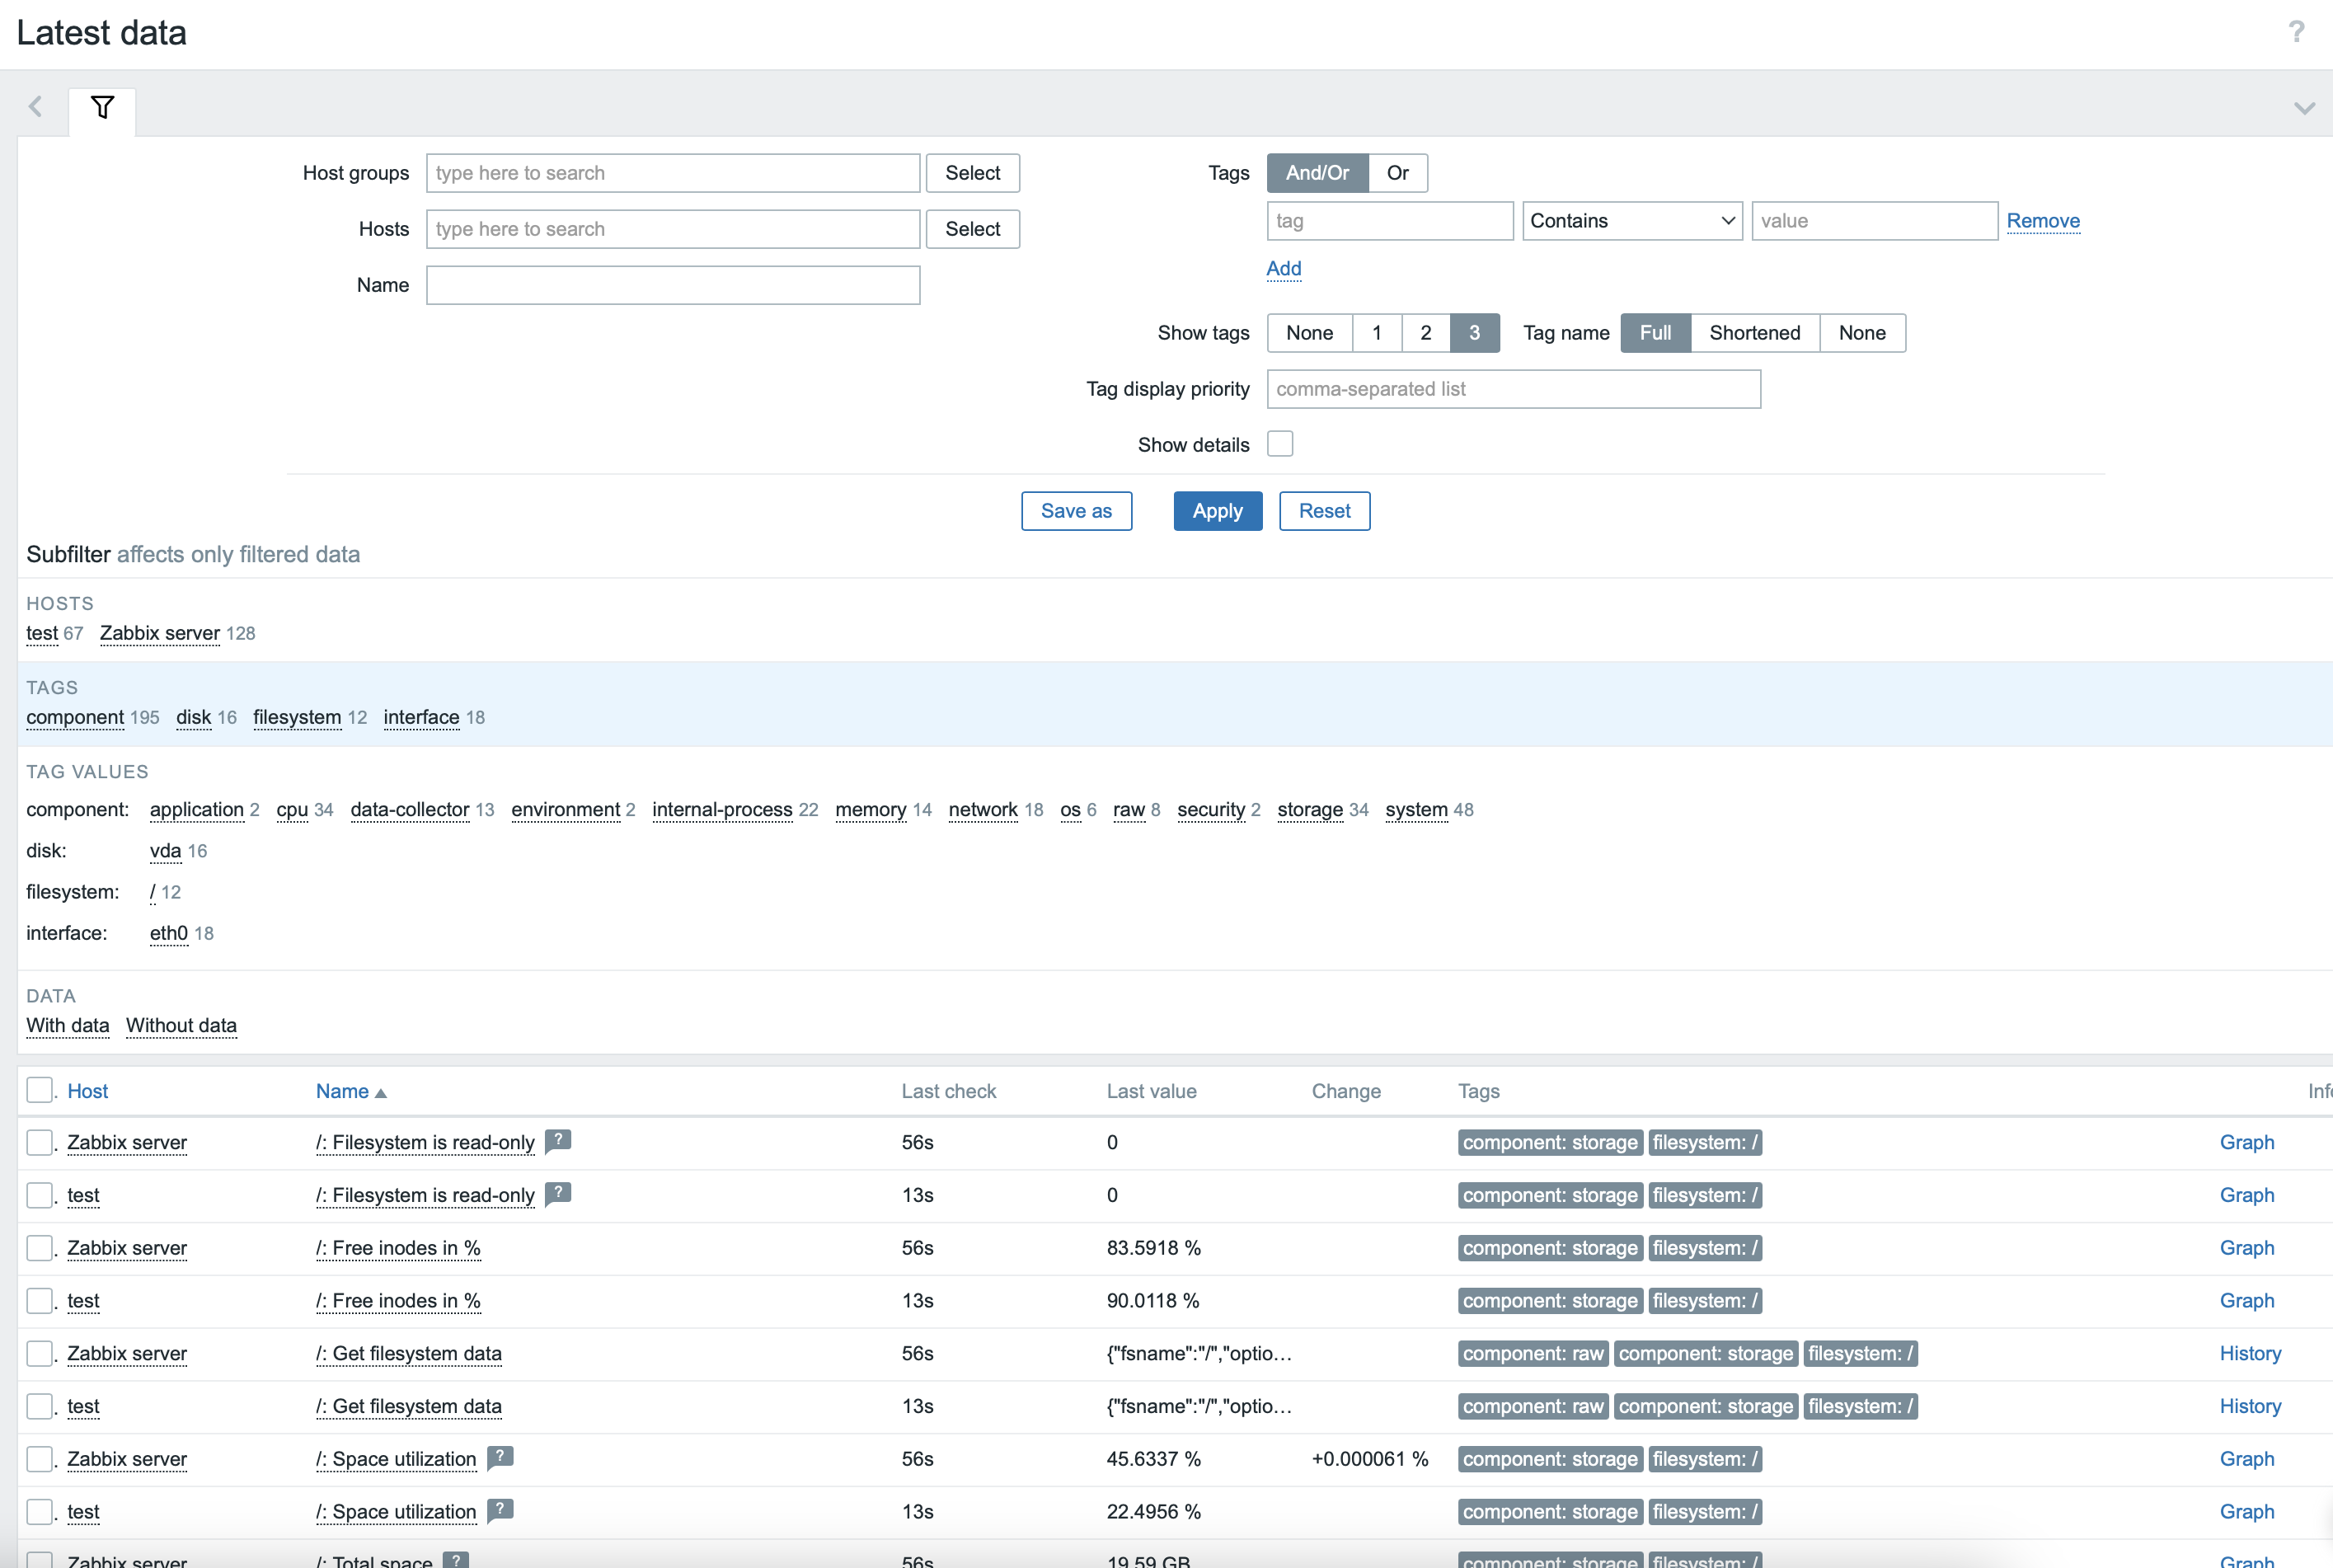 Latest data ?
Host groups type here to search Select Tags And/Or Or
tag Contains value Remove
Hosts type here to search Select
Add
Name
Show tags None 1 2 3 Tag name Full Shortened None
Tag display priority comma-separated list
Show details
Save as Apply Reset
Subfilter affects only filtered data
HOSTS
test 67 Zabbix server 128
TAGS
component 195 disk 16 filesystem 12 interface 18
TAG VALUES
component: application 2 cpu 34 data-collector 13 environment 2 internal-process 22 memory 14 network 18 os 6 raw 8 security 2 storage 34 system 48
disk: vda 16
filesystem: / 12
interface: eth0 18
DATA
With data Without data
Host Name ▲ Last check Last value Change Tags
Zabbix server /: Filesystem is read-only ? 56s 0 component: storage filesystem: / Graph
test /: Filesystem is read-only ? 13s 0 component: storage filesystem: / Graph
Zabbix server /: Free inodes in % 56s 83.5918 % component: storage filesystem: / Graph
test /: Free inodes in % 13s 90.0118 % component: storage filesystem: / Graph
Zabbix server /: Get filesystem data 56s {"fsname":"/","optio… component: raw component: storage filesystem: / History
test /: Get filesystem data 13s {"fsname":"/","optio… component: raw component: storage filesystem: / History
Zabbix server /: Space utilization ? 56s 45.6337 % +0.000061 % component: storage filesystem: / Graph
test /: Space utilization ? 13s 22.4956 % component: storage filesystem: / Graph
Zabbix server /: Total space ? 56s 19.59 GB component: storage filesystem: / Graph